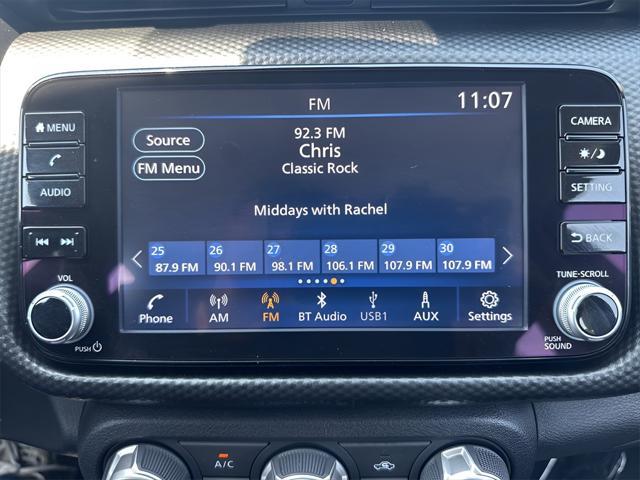 FM 11:07
MENU
CAMERA
Source
92.3 FM
Chris
FM Menu
Classic Rock
AUDIO
SETTING
Middays with Rachel
BACK
25 26 27 28 29 30
87.9 FM 90.1 FM 98.1 FM 106.1 FM 107.9 FM 107.9 FM
VOL
TUNE·SCROLL
Phone AM FM BT Audio USB1 AUX Settings
PUSH
PUSH SOUND
A/C